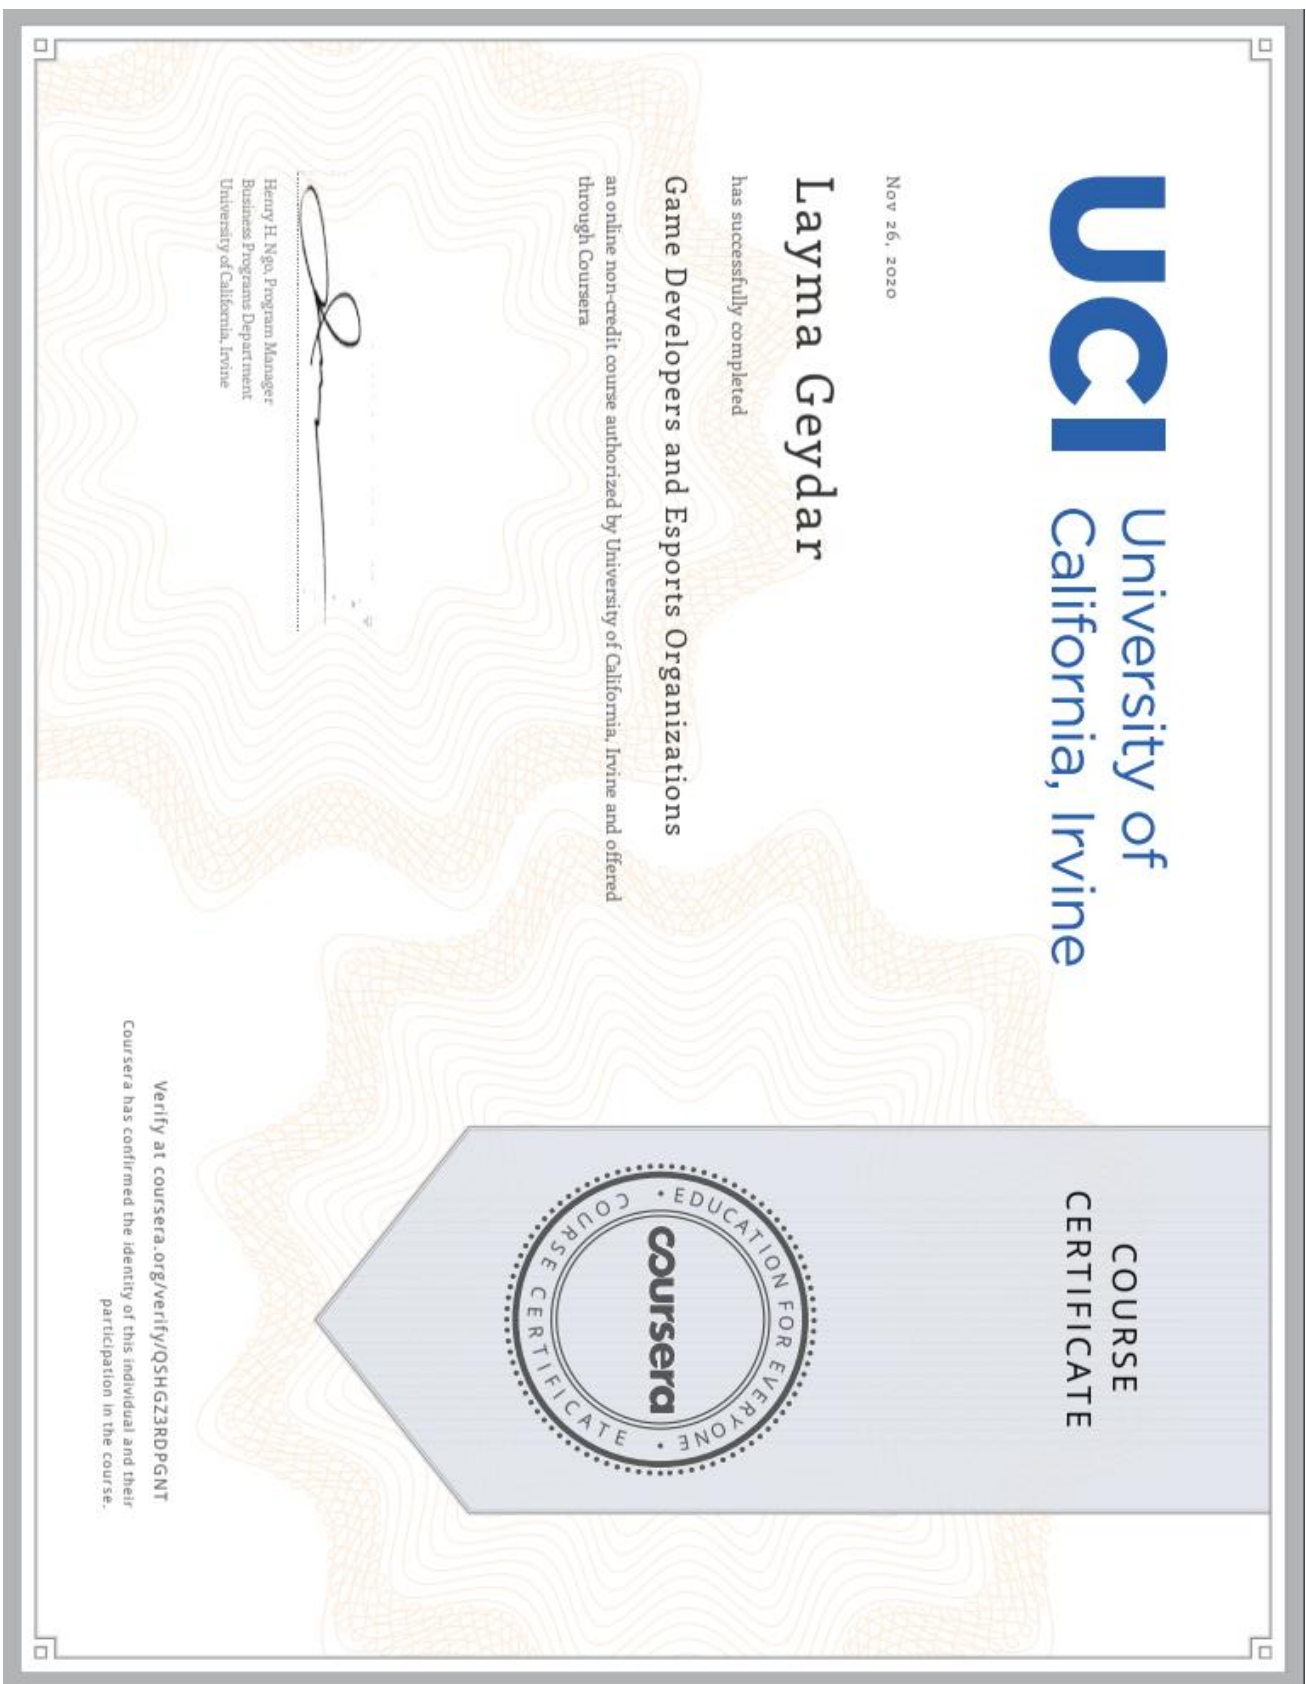 UCI University of
California, Irvine
Nov 26, 2020
Layma Geydar
has successfully completed
Game Developers and Esports Organizations
an online non-credit course authorized by University of California, Irvine and offered
through Coursera
Henry H. Ngo, Program Manager
Business Programs Department
University of California, Irvine
COURSE
CERTIFICATE
EDUCATION FOR EVERYONE
coursera
COURSE CERTIFICATE
Verify at coursera.org/verify/QSHGZ3RDPGNT
Coursera has confirmed the identity of this individual and their
participation in the course.